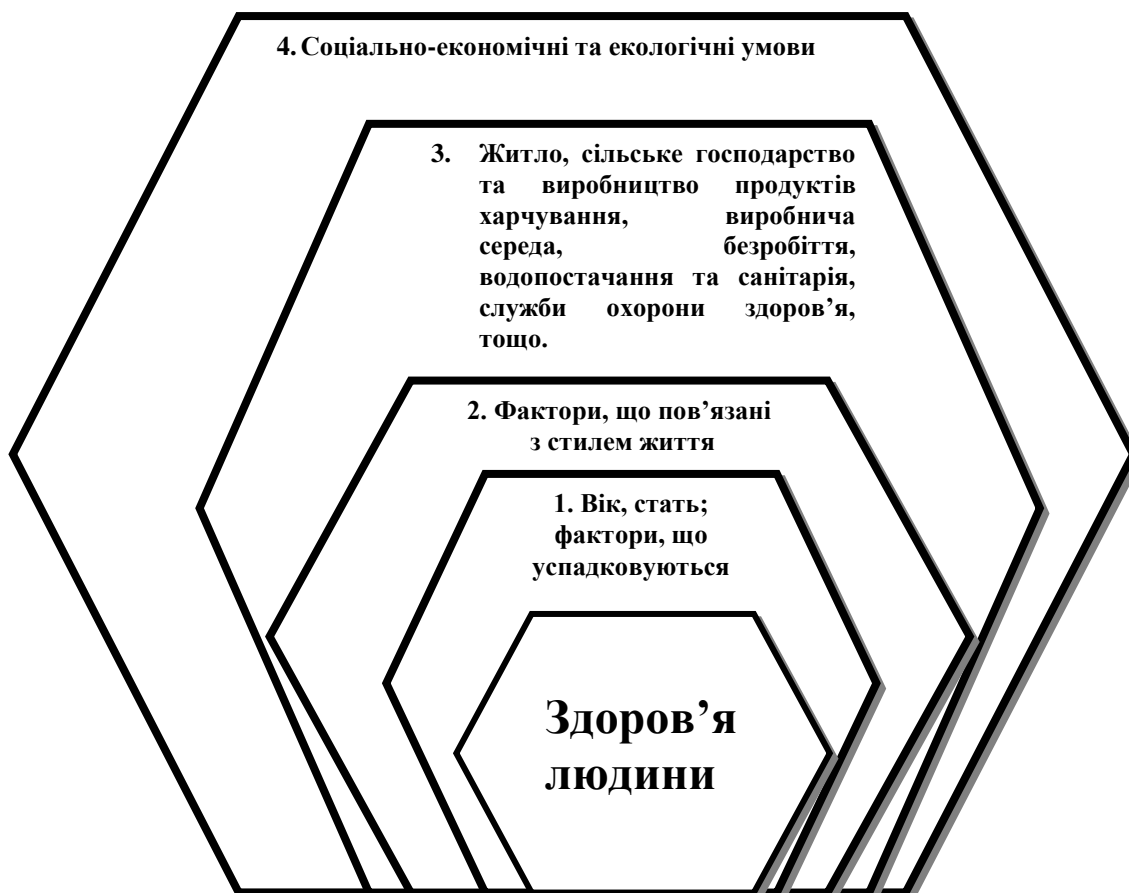 4. Соціально-економічні та екологічні умови
3. Житло, сільське господарство
та виробництво продуктів
харчування, виробнича
середа, безробіття,
водопостачання та санітарія,
служби охорони здоров’я,
тощо.
2. Фактори, що пов’язані
з стилем життя
1. Вік, стать;
фактори, що
успадковуються
Здоров’я
людини